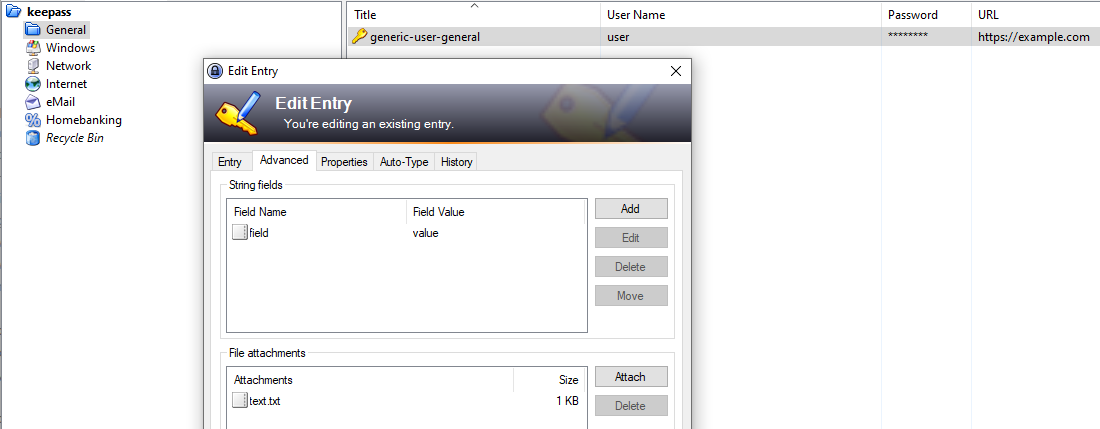 keepass
General
Windows
Network
Internet
eMail
Homebanking
Recycle Bin
Title User Name Password URL
generic-user-general user ******** https://example.com
Edit Entry
Edit Entry
You're editing an existing entry.
Entry Advanced Properties Auto-Type History
String fields
Field Name Field Value
field value
Add
Edit
Delete
Move
File attachments
Attachments Size
text.txt 1 KB
Attach
Delete